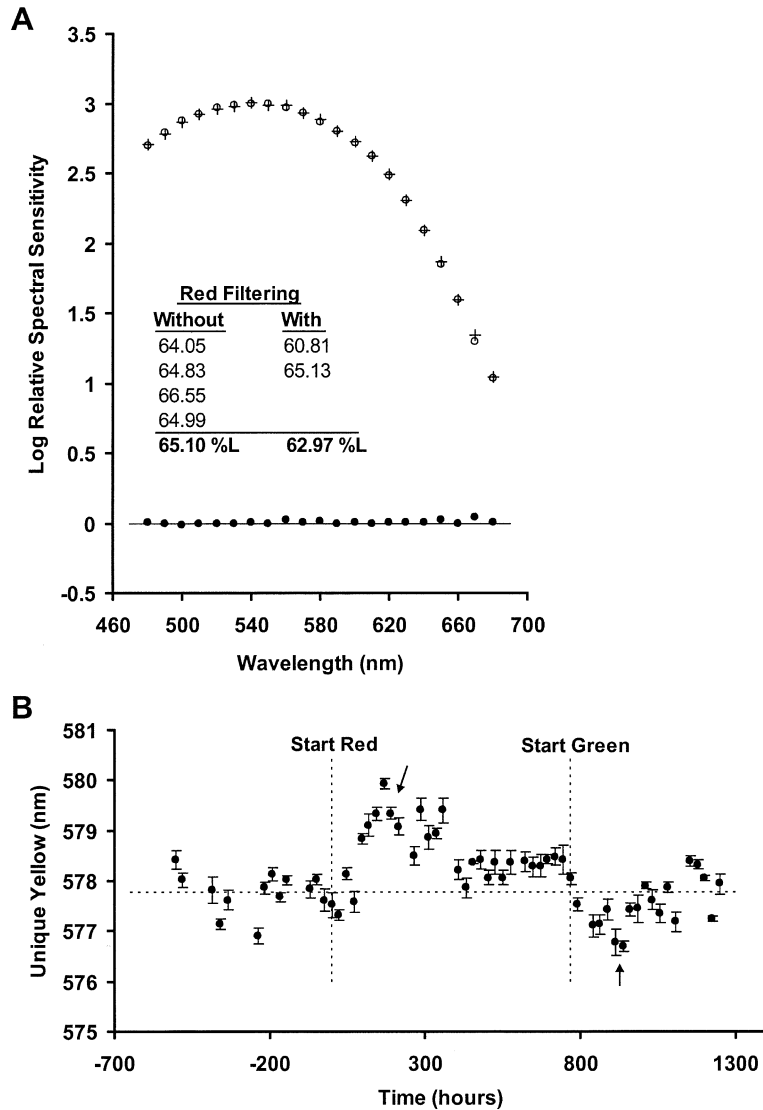 A
3.5
3
2.5
2
1.5
1
0.5
0
-0.5
Log Relative Spectral Sensitivity
Red Filtering
Without With
64.05 60.81
64.83 65.13
66.55
64.99
65.10 %L 62.97 %L
460 500 540 580 620 660 700
Wavelength (nm)
B
581
580
579
578
577
576
575
Unique Yellow (nm)
Start Red Start Green
-700 -200 300 800 1300
Time (hours)